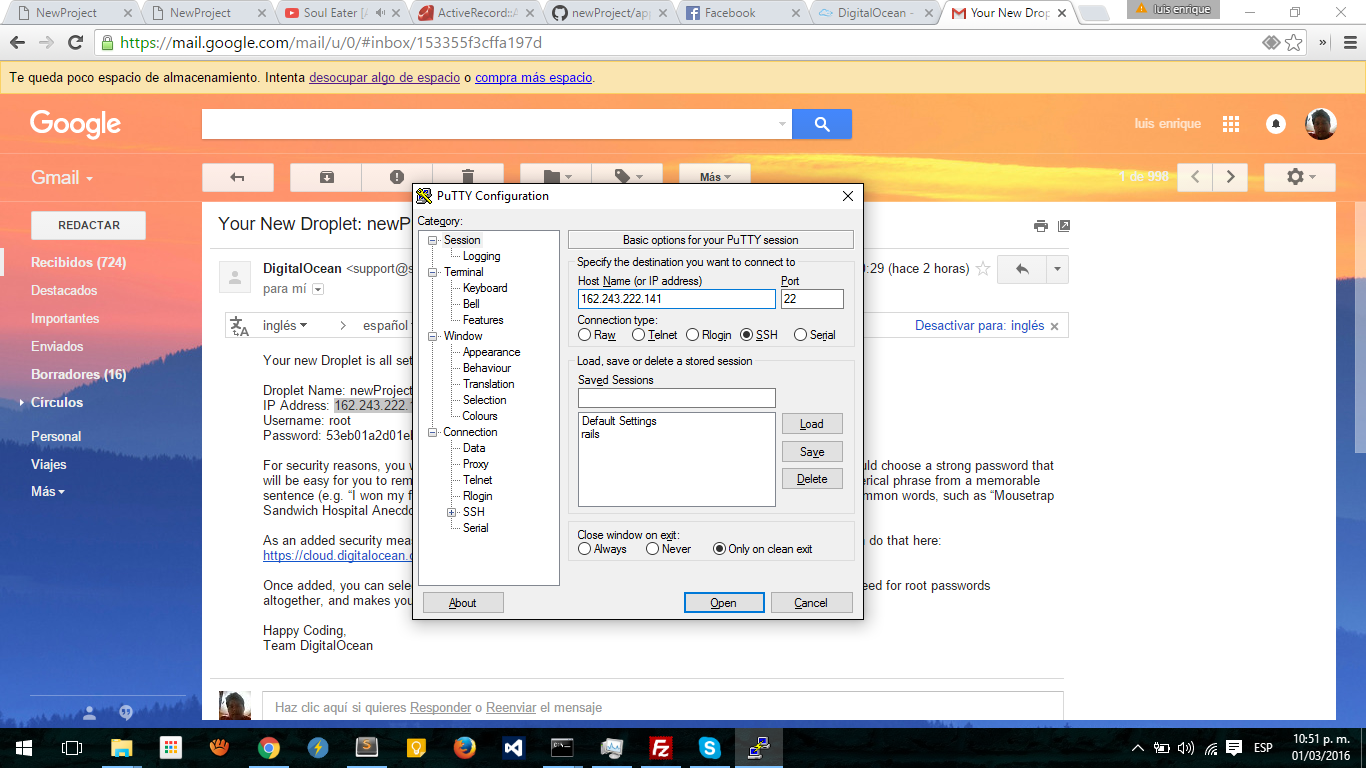 NewProject
NewProject
Soul Eater [A
ActiveRecord::A
newProject/app
Facebook
DigitalOcean -
Your New Drop
luis enrique
https://mail.google.com/mail/u/0/#inbox/153355f3cffa197d
Te queda poco espacio de almacenamiento. Intenta desocupar algo de espacio o compra más espacio.
Google
luis enrique
Gmail
Más
1 de 998
REDACTAR
Recibidos (724)
Destacados
Importantes
Enviados
Borradores (16)
Círculos
Personal
Viajes
Más
Your New Droplet: newP
DigitalOcean <support@s
0:29 (hace 2 horas)
para mí
inglés > español
Desactivar para: inglés
Your new Droplet is all set
Droplet Name: newProject
IP Address: 162.243.222.1
Username: root
Password: 53eb01a2d01e
For security reasons, you w
uld choose a strong password that
will be easy for you to rem
erical phrase from a memorable
sentence (e.g. “I won my f
mmon words, such as “Mousetrap
Sandwich Hospital Anecdo
As an added security meas
n do that here:
https://cloud.digitalocean.c
Once added, you can sele
eed for root passwords
altogether, and makes you
Happy Coding,
Team DigitalOcean
Haz clic aquí si quieres Responder o Reenviar el mensaje
PuTTY Configuration
Category:
Session
Logging
Terminal
Keyboard
Bell
Features
Window
Appearance
Behaviour
Translation
Selection
Colours
Connection
Data
Proxy
Telnet
Rlogin
SSH
Serial
Basic options for your PuTTY session
Specify the destination you want to connect to
Host Name (or IP address) Port
162.243.222.141 22
Connection type:
Raw Telnet Rlogin SSH Serial
Load, save or delete a stored session
Saved Sessions
Default Settings
rails
Load
Save
Delete
Close window on exit:
Always Never Only on clean exit
About Open Cancel
ESP
10:51 p. m.
01/03/2016